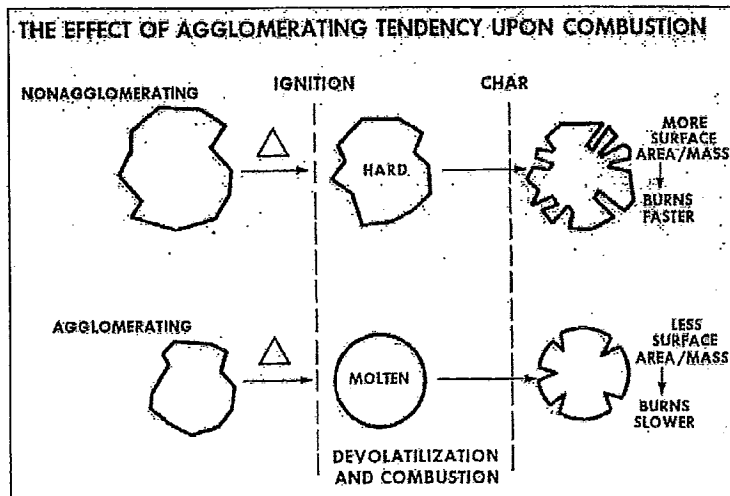 THE EFFECT OF AGGLOMERATING TENDENCY UPON COMBUSTION
IGNITION
CHAR
NONAGGLOMERATING
HARD
MORE
SURFACE
AREA/MASS
BURNS
FASTER
AGGLOMERATING
MOLTEN
LESS
SURFACE
AREA/MASS
BURNS
SLOWER
DEVOLATILIZATION
AND COMBUSTION